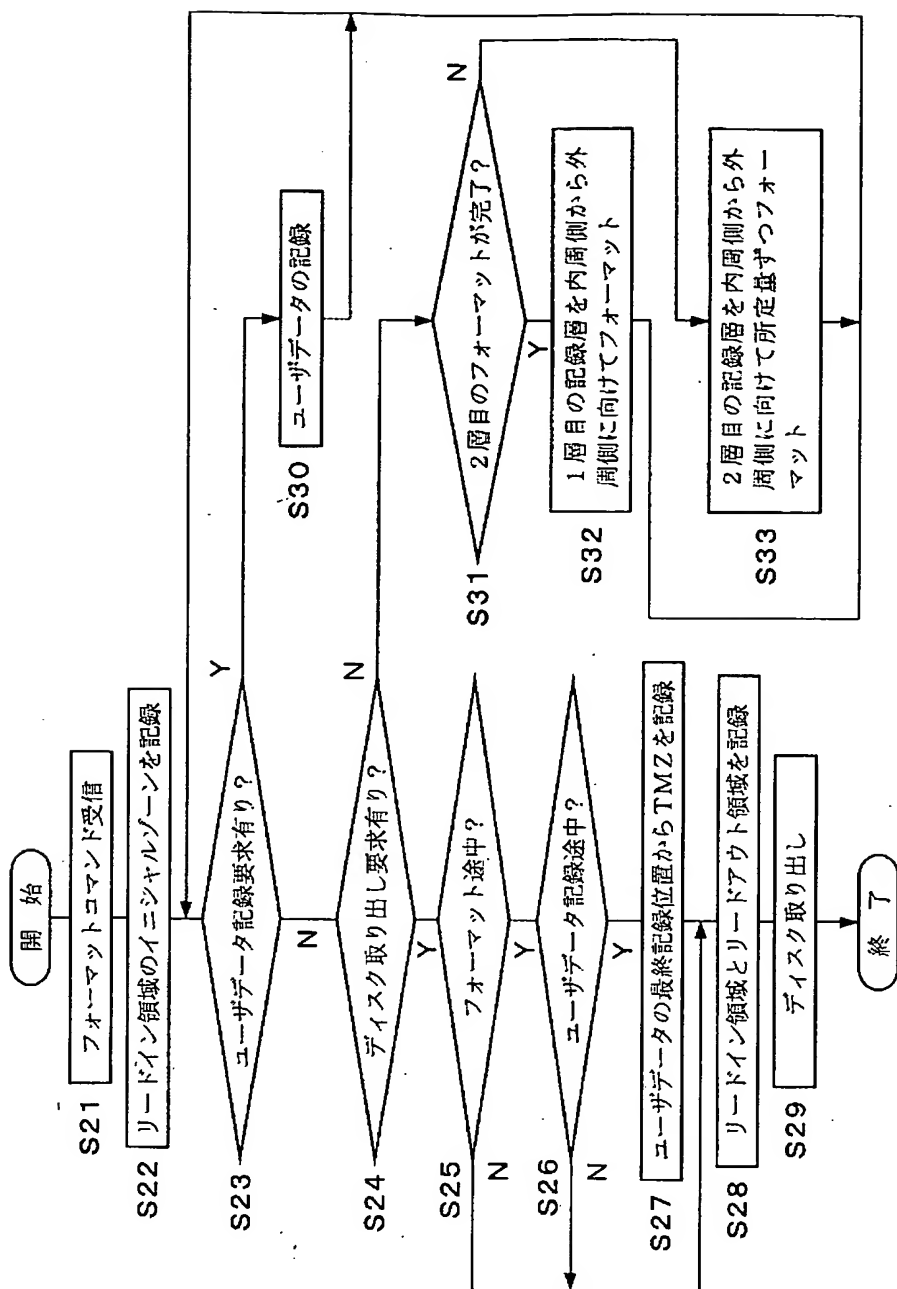 開始
S21
フォーマットコマンド受信
S22
リードイン領域のイニシャルゾーンを記録
S23
ユーザデータ記録要求有り?
Y
N
S24
ディスク取り出し要求有り?
N
Y
S25
フォーマット途中?
Y
N
S26
ユーザデータ記録途中?
Y
N
S27
ユーザデータの最終記録位置からTMZを記録
S28
リードイン領域とリードアウト領域を記録
S29
ディスク取り出し
終了
S30
ユーザデータの記録
S31
2層目のフォーマットが完了?
N
Y
S32
1層目の記録層を内周側から外
周側に向けてフォーマット
S33
2層目の記録層を内周側から外
周側に向けて所定量ずつフォー
マット